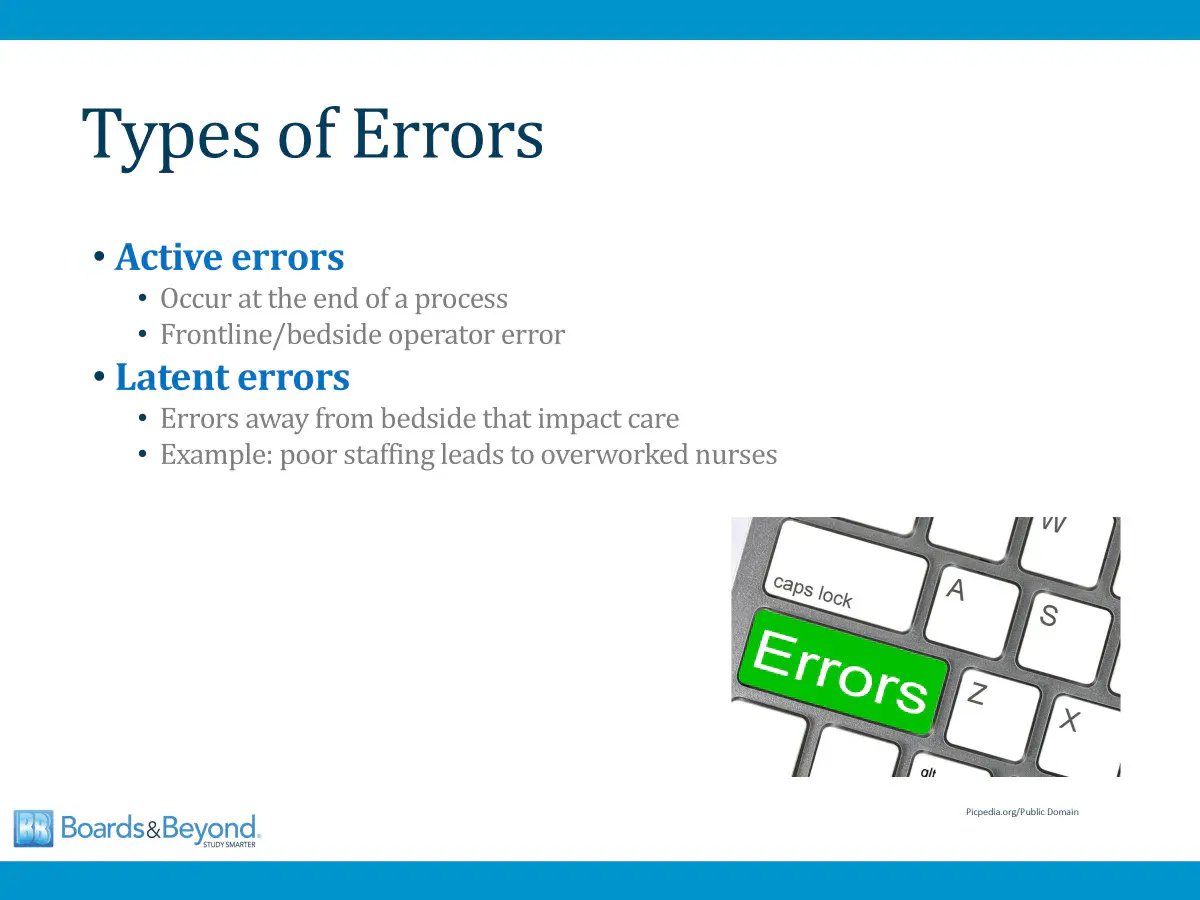 Types of Errors
• Active errors
• Occur at the end of a process
• Frontline/bedside operator error
• Latent errors
• Errors away from bedside that impact care
• Example: poor staffing leads to overworked nurses
W
caps lock
A
S
Errors
Z
X
alt
Picpedia.org/Public Domain
BB Boards&Beyond.
STUDY SMARTER